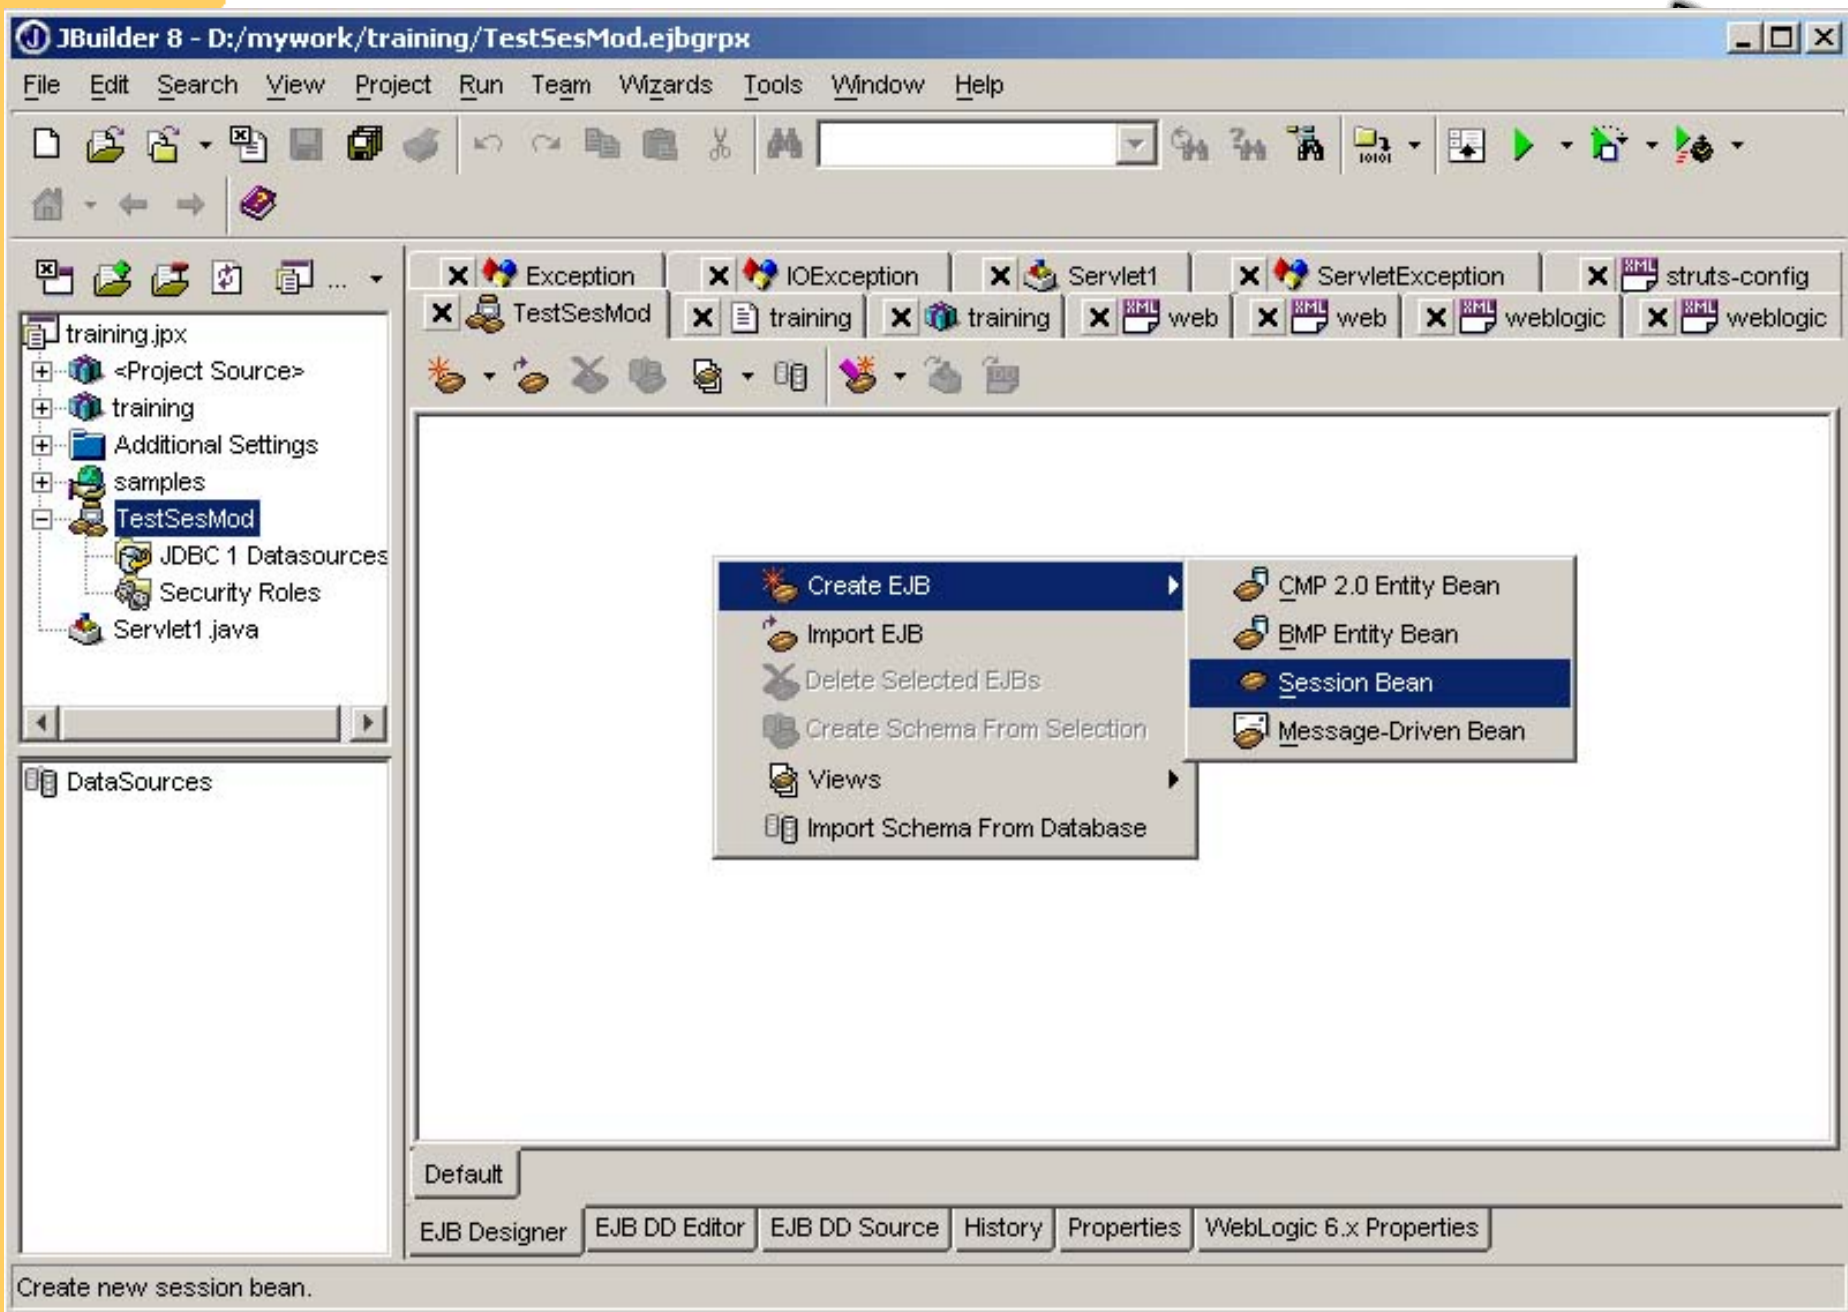 JBuilder 8 - D:/mywork/training/TestSesMod.ejbgrpx
File Edit Search View Project Run Team Wizards Tools Window Help
...
Exception IOException Servlet1 ServletException struts-config
TestSesMod training training web web weblogic weblogic
training.jpx
<Project Source>
training
Additional Settings
samples
TestSesMod
JDBC 1 Datasources
Security Roles
Servlet1.java
Create EJB
Import EJB
Delete Selected EJBs
Create Schema From Selection
Views
Import Schema From Database
CMP 2.0 Entity Bean
BMP Entity Bean
Session Bean
Message-Driven Bean
DataSources
Default
EJB Designer EJB DD Editor EJB DD Source History Properties WebLogic 6.x Properties
Create new session bean.